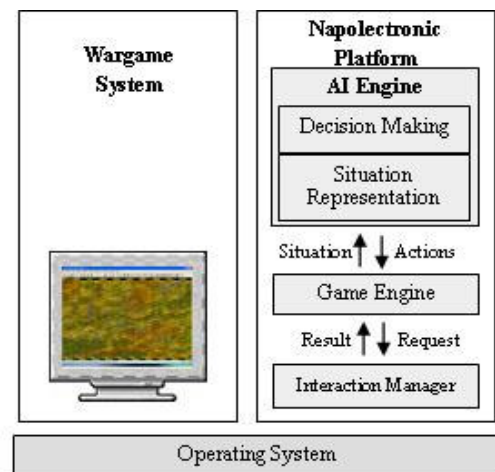 Wargame
System
Napolectronic
Platform
AI Engine
Decision Making
Situation
Representation
Situation Actions
Game Engine
Result Request
Interaction Manager
Operating System